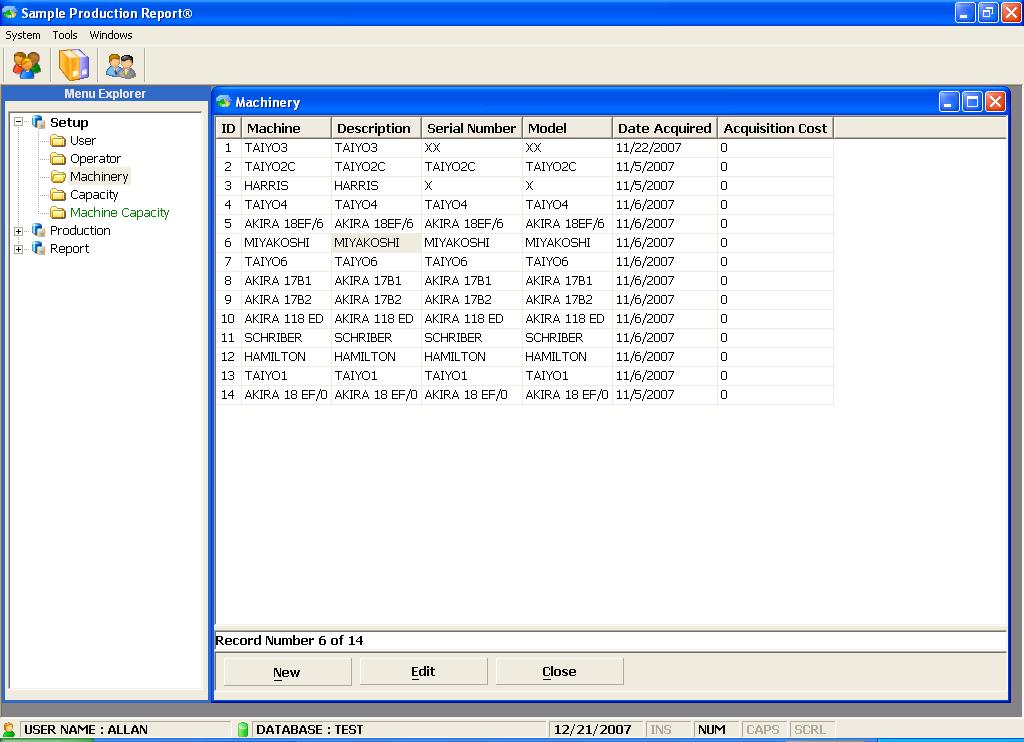 Sample Production Report®
System Tools Windows
Menu Explorer
Setup
User
Operator
Machinery
Capacity
Machine Capacity
Production
Report
Machinery
ID Machine Description Serial Number Model Date Acquired Acquisition Cost
1 TAIYO3 TAIYO3 XX XX 11/22/2007 0
2 TAIYO2C TAIYO2C TAIYO2C TAIYO2C 11/5/2007 0
3 HARRIS HARRIS X X 11/5/2007 0
4 TAIYO4 TAIYO4 TAIYO4 TAIYO4 11/6/2007 0
5 AKIRA 18EF/6 AKIRA 18EF/6 AKIRA 18EF/6 AKIRA 18EF/6 11/6/2007 0
6 MIYAKOSHI MIYAKOSHI MIYAKOSHI MIYAKOSHI 11/6/2007 0
7 TAIYO6 TAIYO6 TAIYO6 TAIYO6 11/6/2007 0
8 AKIRA 17B1 AKIRA 17B1 AKIRA 17B1 AKIRA 17B1 11/6/2007 0
9 AKIRA 17B2 AKIRA 17B2 AKIRA 17B2 AKIRA 17B2 11/6/2007 0
10 AKIRA 118 ED AKIRA 118 ED AKIRA 118 ED AKIRA 118 ED 11/6/2007 0
11 SCHRIBER SCHRIBER SCHRIBER SCHRIBER 11/6/2007 0
12 HAMILTON HAMILTON HAMILTON HAMILTON 11/6/2007 0
13 TAIYO1 TAIYO1 TAIYO1 TAIYO1 11/6/2007 0
14 AKIRA 18 EF/0 AKIRA 18 EF/0 AKIRA 18 EF/0 AKIRA 18 EF/0 11/5/2007 0
Record Number 6 of 14
New Edit Close
USER NAME : ALLAN DATABASE : TEST 12/21/2007 INS NUM CAPS SCRL